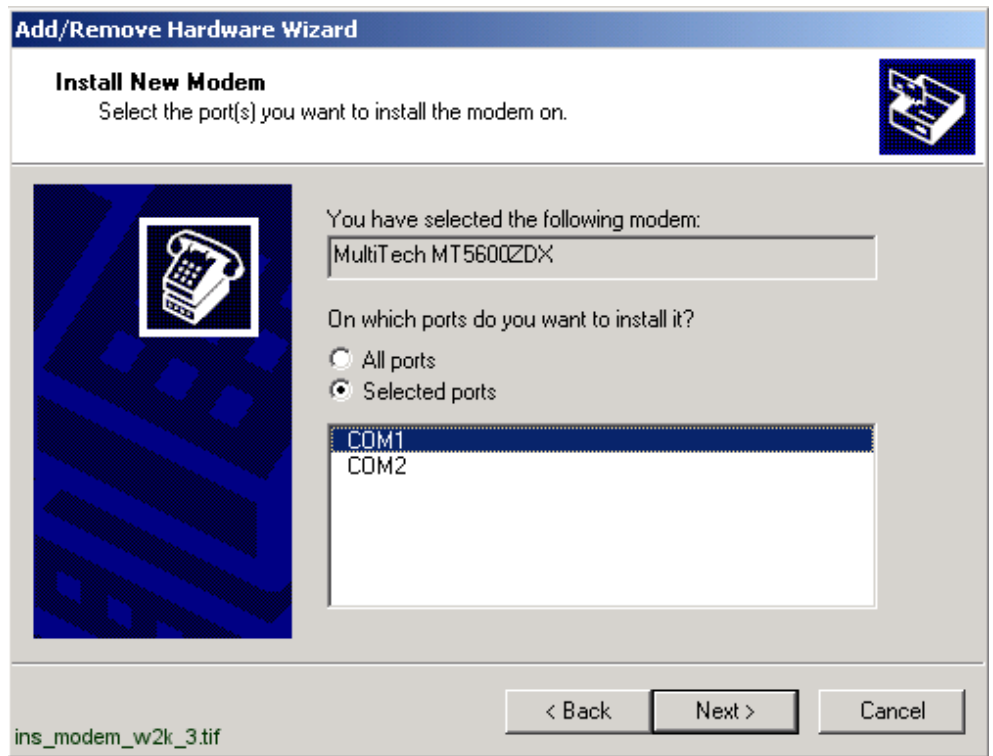 Add/Remove Hardware Wizard
Install New Modem
Select the port(s) you want to install the modem on.
You have selected the following modem:
MultiTech MT5600ZDX
On which ports do you want to install it?
All ports
Selected ports
COM1
COM2
< Back
Next >
Cancel
ins_modem_w2k_3.tif